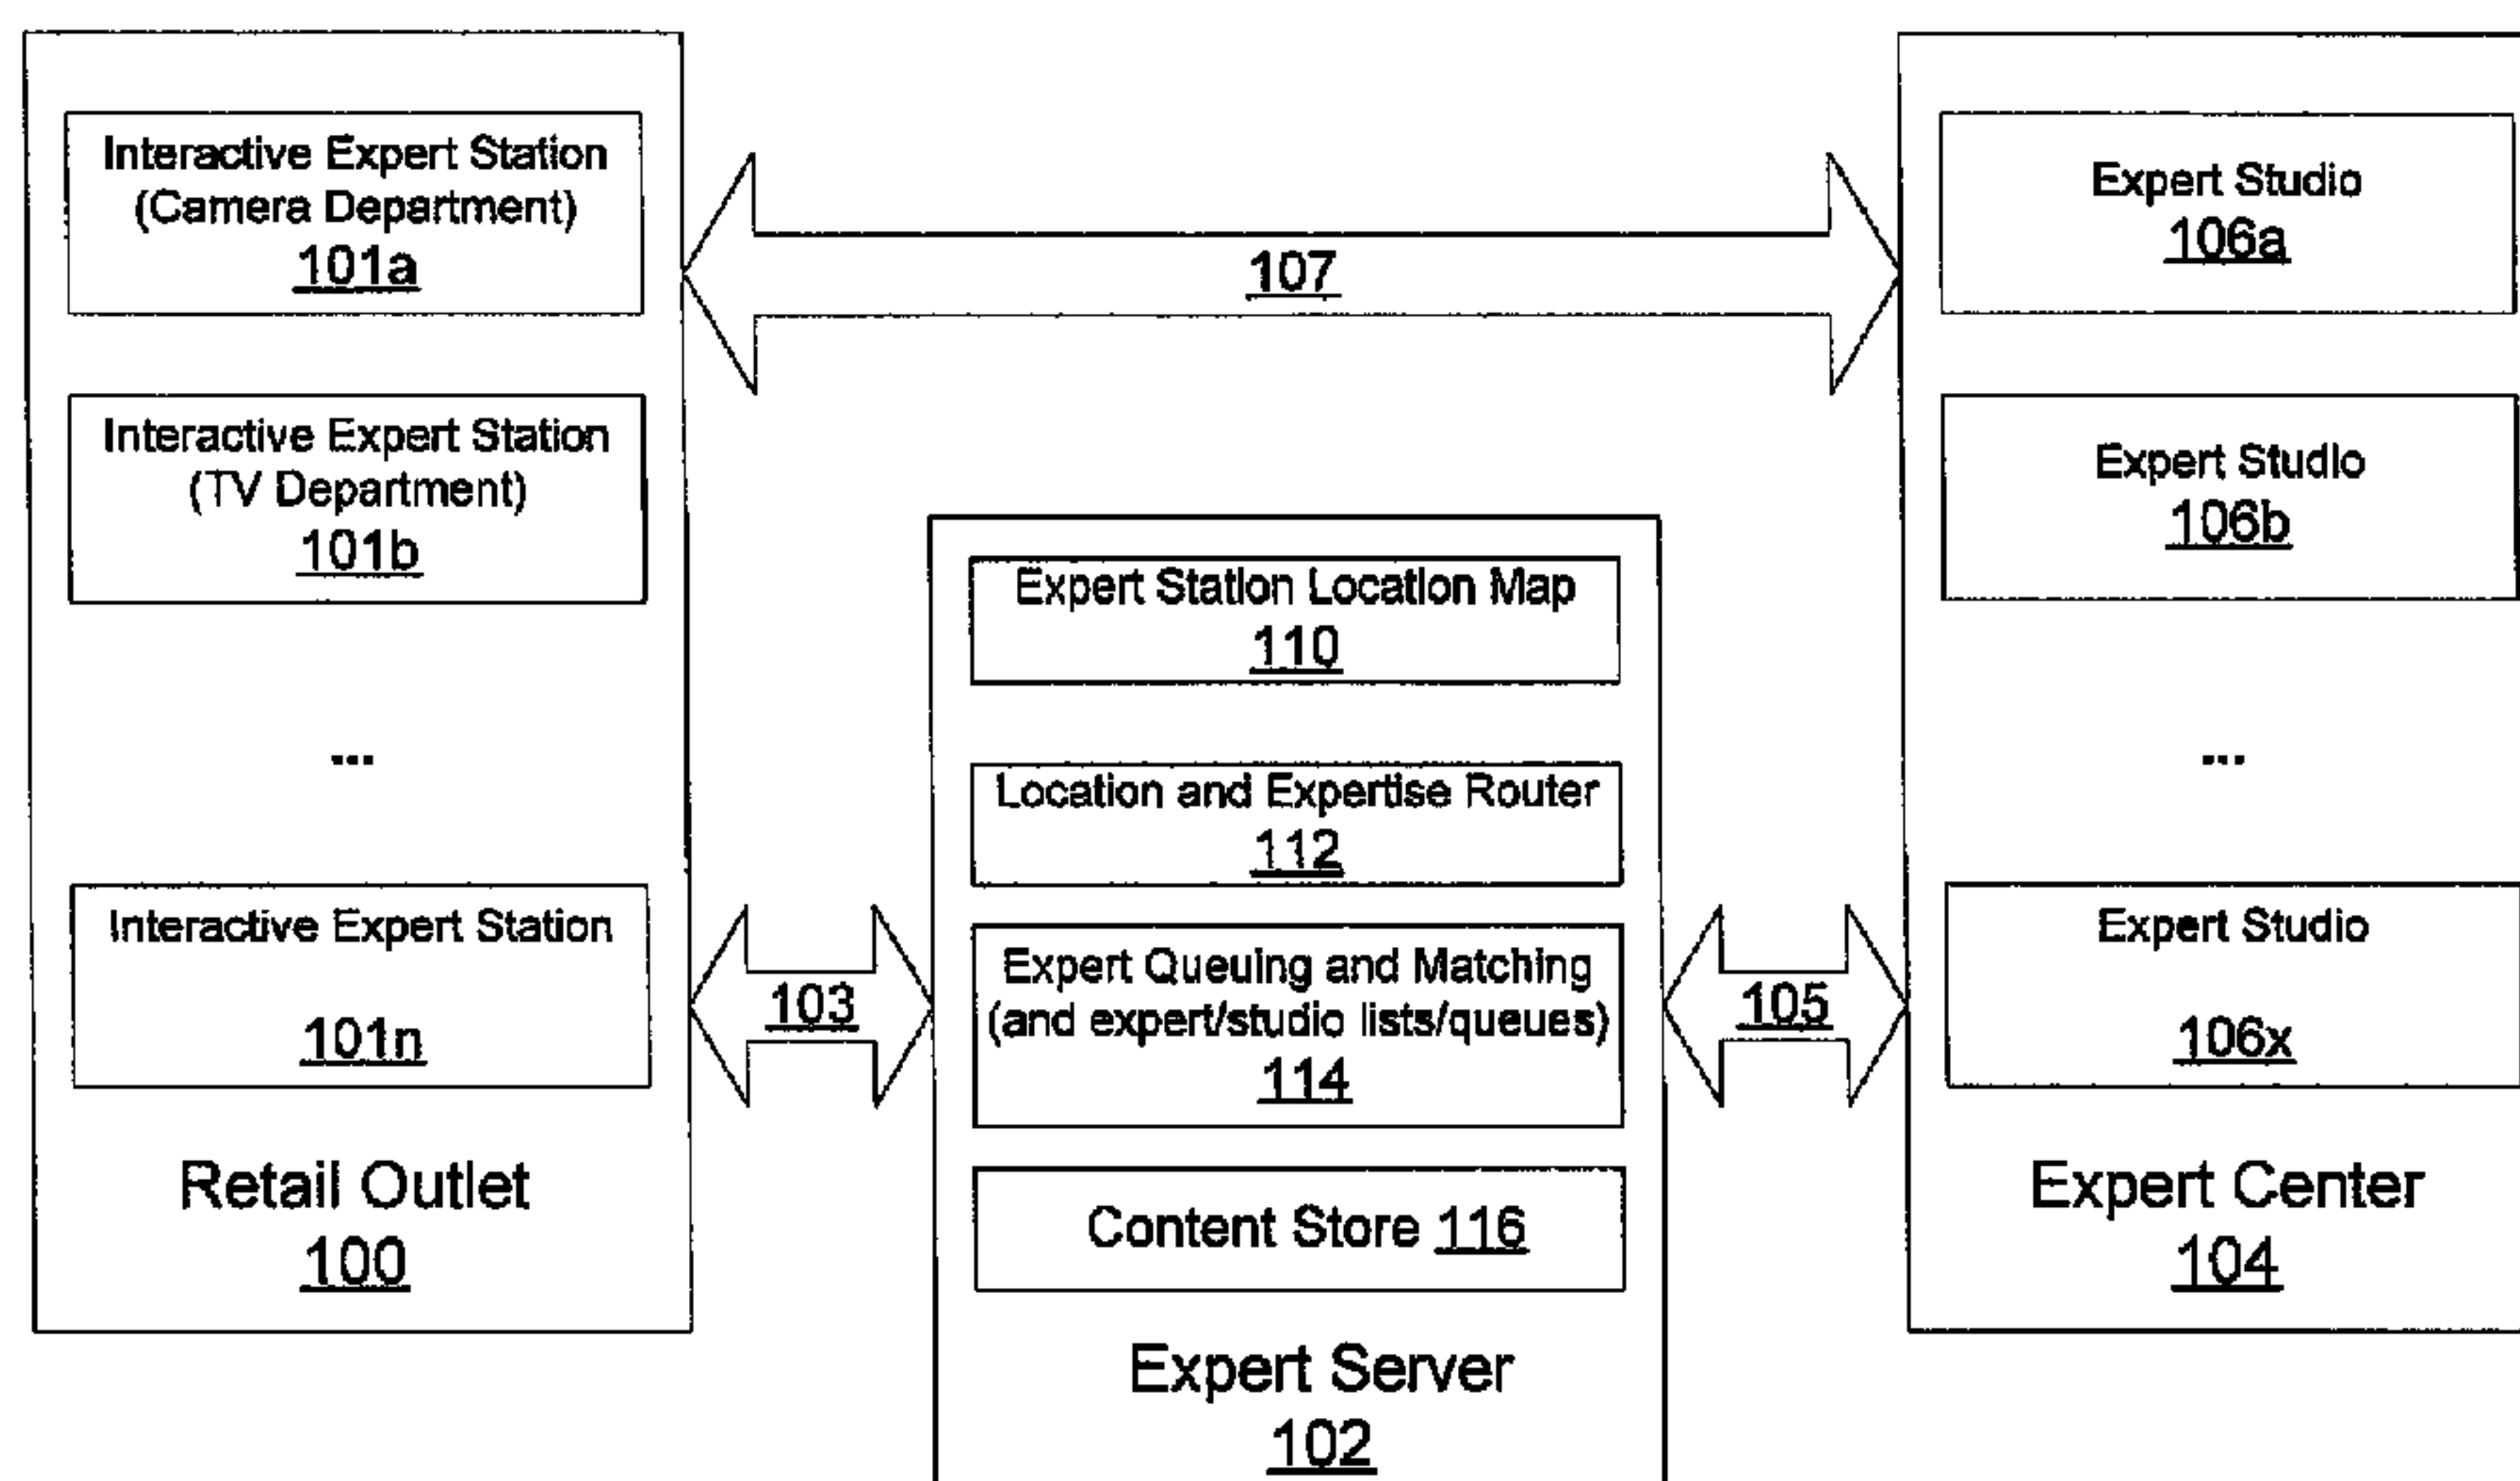 Interactive Expert Station
(Camera Department)
101a
Interactive Expert Station
(TV Department)
101b
...
Interactive Expert Station
101n
Retail Outlet
100
107
103
Expert Station Location Map
110
Location and Expertise Router
112
Expert Queuing and Matching
(and expert/studio lists/queues)
114
Content Store 116
Expert Server
102
105
Expert Studio
106a
Expert Studio
106b
...
Expert Studio
106x
Expert Center
104